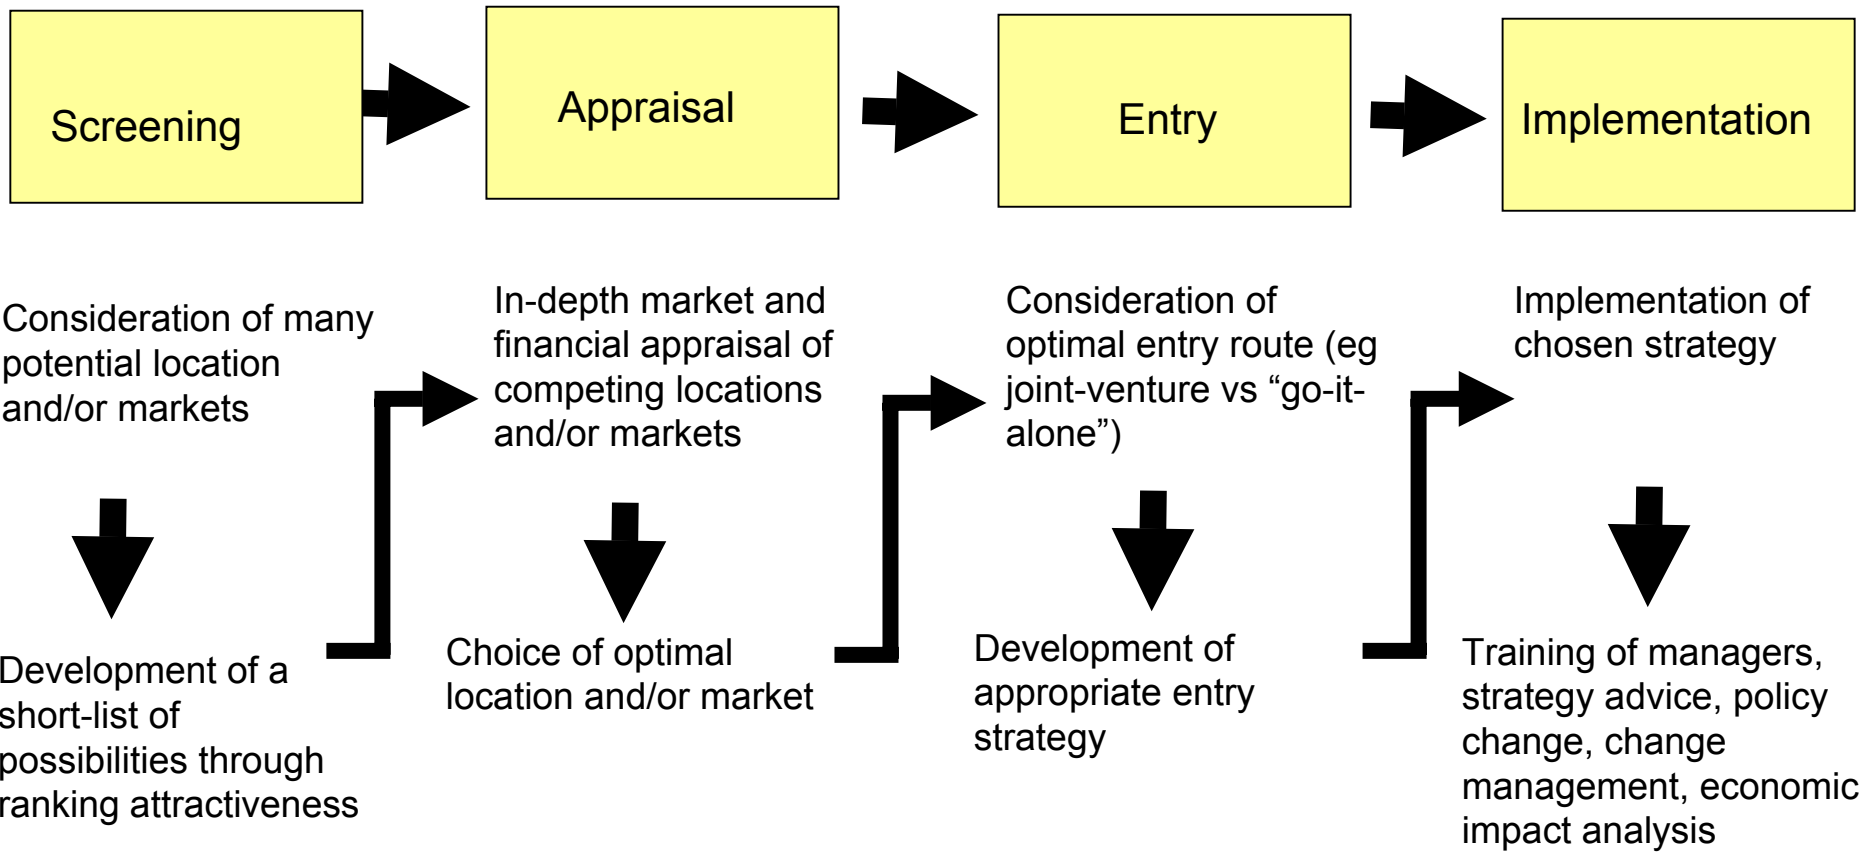 Screening
Appraisal
Entry
Implementation
Consideration of many
potential location
and/or markets
In-depth market and
financial appraisal of
competing locations
and/or markets
Consideration of
optimal entry route (eg
joint-venture vs “go-it-
alone”)
Implementation of
chosen strategy
Development of a
short-list of
possibilities through
ranking attractiveness
Choice of optimal
location and/or market
Development of
appropriate entry
strategy
Training of managers,
strategy advice, policy
change, change
management, economic
impact analysis